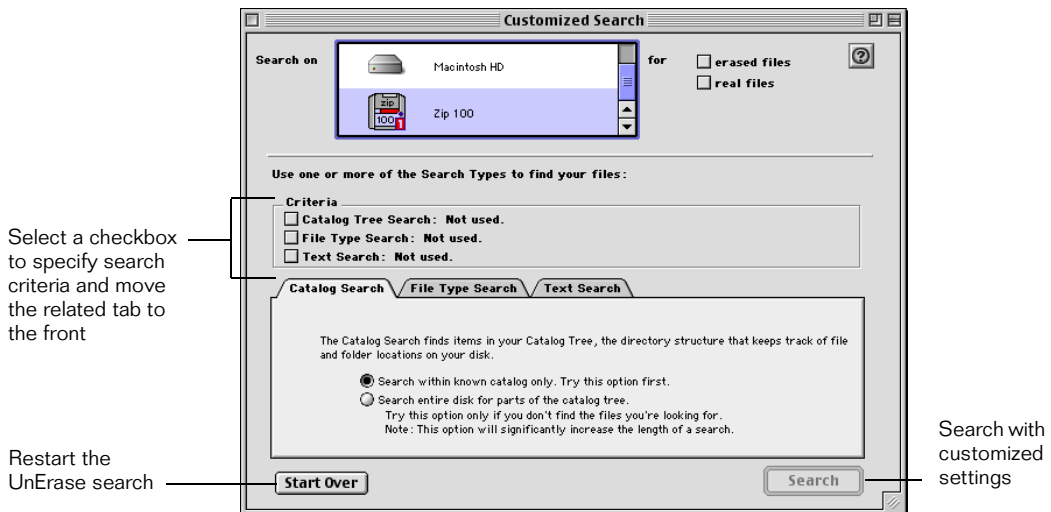 Customized Search
Search on
Macintosh HD
zip
100
1
Zip 100
for
erased files
real files
?
Use one or more of the Search Types to find your files:
Criteria
Catalog Tree Search: Not used.
File Type Search: Not used.
Text Search: Not used.
Select a checkbox
to specify search
criteria and move
the related tab to
the front
Catalog Search
File Type Search
Text Search
The Catalog Search finds items in your Catalog Tree, the directory structure that keeps track of file
and folder locations on your disk.
Search within known catalog only. Try this option first.
Search entire disk for parts of the catalog tree.
Try this option only if you don't find the files you're looking for.
Note: This option will significantly increase the length of a search.
Restart the
UnErase search
Start Over
Search
Search with
customized
settings